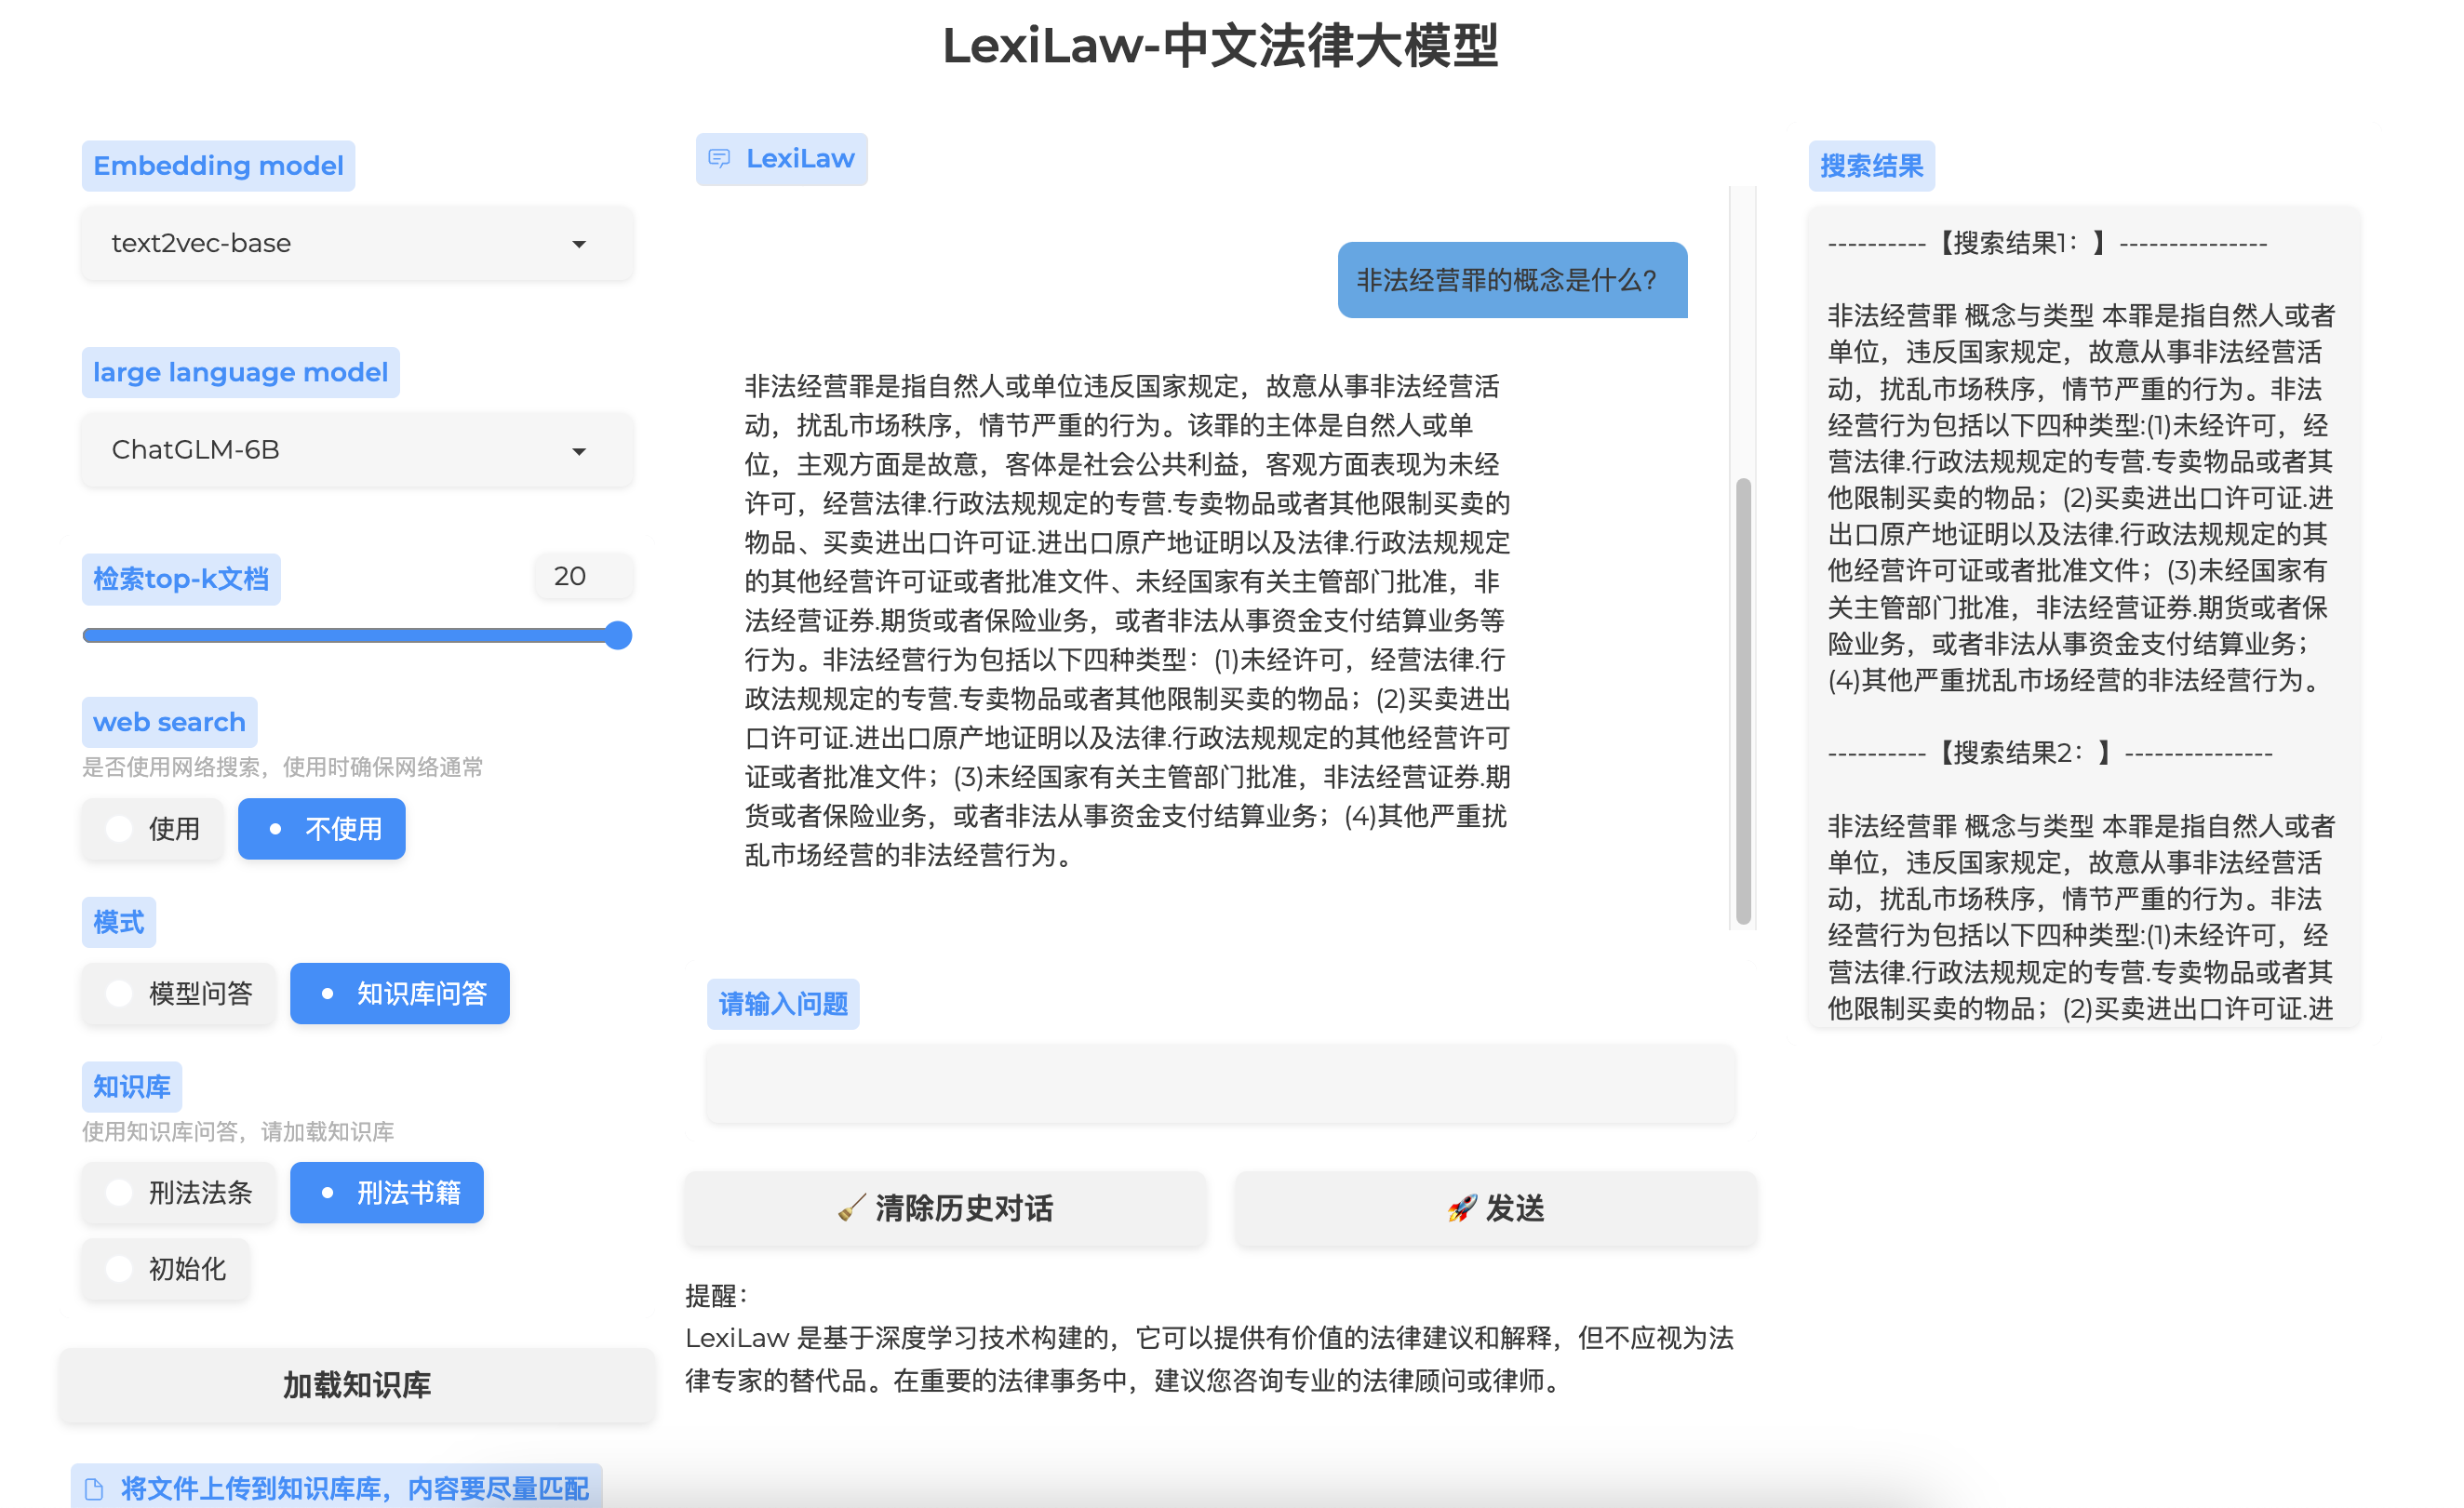 LexiLaw-中文法律大模型
Embedding model
text2vec-base
large language model
ChatGLM-6B
检索top-k文档
20
web search
是否使用网络搜索，使用时确保网络通常
使用
不使用
模式
模型问答
知识库问答
知识库
使用知识库问答，请加载知识库
刑法法条
刑法书籍
初始化
加载知识库
将文件上传到知识库库，内容要尽量匹配
LexiLaw
非法经营罪的概念是什么？
非法经营罪是指自然人或单位违反国家规定，故意从事非法经营活
动，扰乱市场秩序，情节严重的行为。该罪的主体是自然人或单
位，主观方面是故意，客体是社会公共利益，客观方面表现为未经
许可，经营法律.行政法规规定的专营.专卖物品或者其他限制买卖的
物品、买卖进出口许可证.进出口原产地证明以及法律.行政法规规定
的其他经营许可证或者批准文件、未经国家有关主管部门批准，非
法经营证券.期货或者保险业务，或者非法从事资金支付结算业务等
行为。非法经营行为包括以下四种类型：(1)未经许可，经营法律.行
政法规规定的专营.专卖物品或者其他限制买卖的物品；(2)买卖进出
口许可证.进出口原产地证明以及法律.行政法规规定的其他经营许可
证或者批准文件；(3)未经国家有关主管部门批准，非法经营证券.期
货或者保险业务，或者非法从事资金支付结算业务；(4)其他严重扰
乱市场经营的非法经营行为。
请输入问题
🧹 清除历史对话
🚀 发送
提醒：
LexiLaw 是基于深度学习技术构建的，它可以提供有价值的法律建议和解释，但不应视为法
律专家的替代品。在重要的法律事务中，建议您咨询专业的法律顾问或律师。
搜索结果
----------【搜索结果1：】---------------
非法经营罪 概念与类型 本罪是指自然人或者
单位，违反国家规定，故意从事非法经营活
动，扰乱市场秩序，情节严重的行为。非法
经营行为包括以下四种类型:(1)未经许可，经
营法律.行政法规规定的专营.专卖物品或者其
他限制买卖的物品；(2)买卖进出口许可证.进
出口原产地证明以及法律.行政法规规定的其
他经营许可证或者批准文件；(3)未经国家有
关主管部门批准，非法经营证券.期货或者保
险业务，或者非法从事资金支付结算业务；
(4)其他严重扰乱市场经营的非法经营行为。
----------【搜索结果2：】---------------
非法经营罪 概念与类型 本罪是指自然人或者
单位，违反国家规定，故意从事非法经营活
动，扰乱市场秩序，情节严重的行为。非法
经营行为包括以下四种类型:(1)未经许可，经
营法律.行政法规规定的专营.专卖物品或者其
他限制买卖的物品；(2)买卖进出口许可证.进